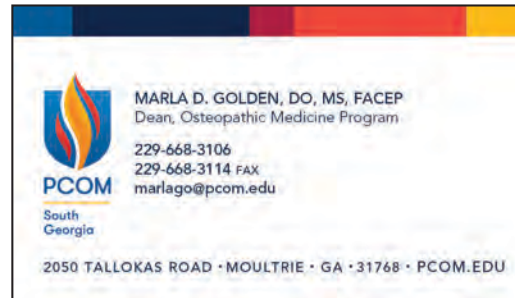 MARLA D. GOLDEN, DO, MS, FACEP
Dean, Osteopathic Medicine Program
229-668-3106
229-668-3114 FAX
marlago@pcom.edu
PCOM
South
Georgia
2050 TALLOKAS ROAD · MOULTRIE · GA · 31768 · PCOM.EDU